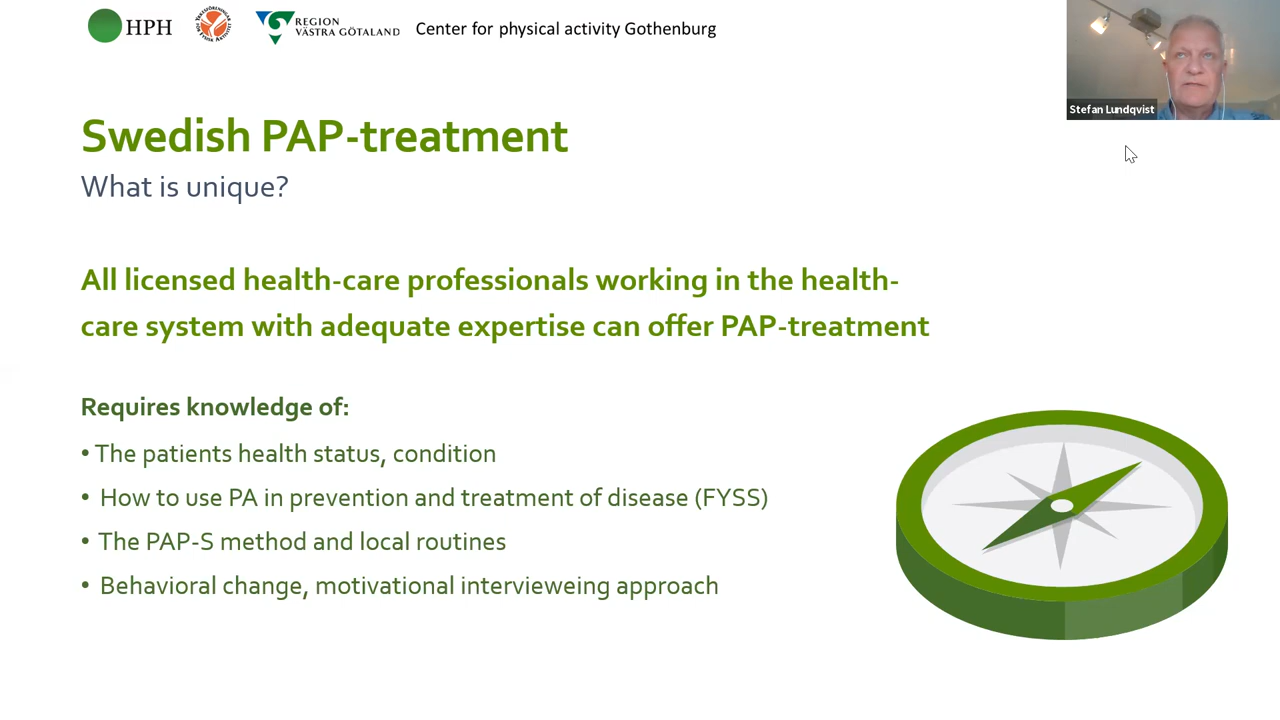 HPH
REGION
VÄSTRA GÖTALAND
Center for physical activity Gothenburg
Stefan Lundqvist
Swedish PAP-treatment
What is unique?
All licensed health-care professionals working in the health-
care system with adequate expertise can offer PAP-treatment
Requires knowledge of:
• The patients health status, condition
• How to use PA in prevention and treatment of disease (FYSS)
• The PAP-S method and local routines
• Behavioral change, motivational intervieweing approach